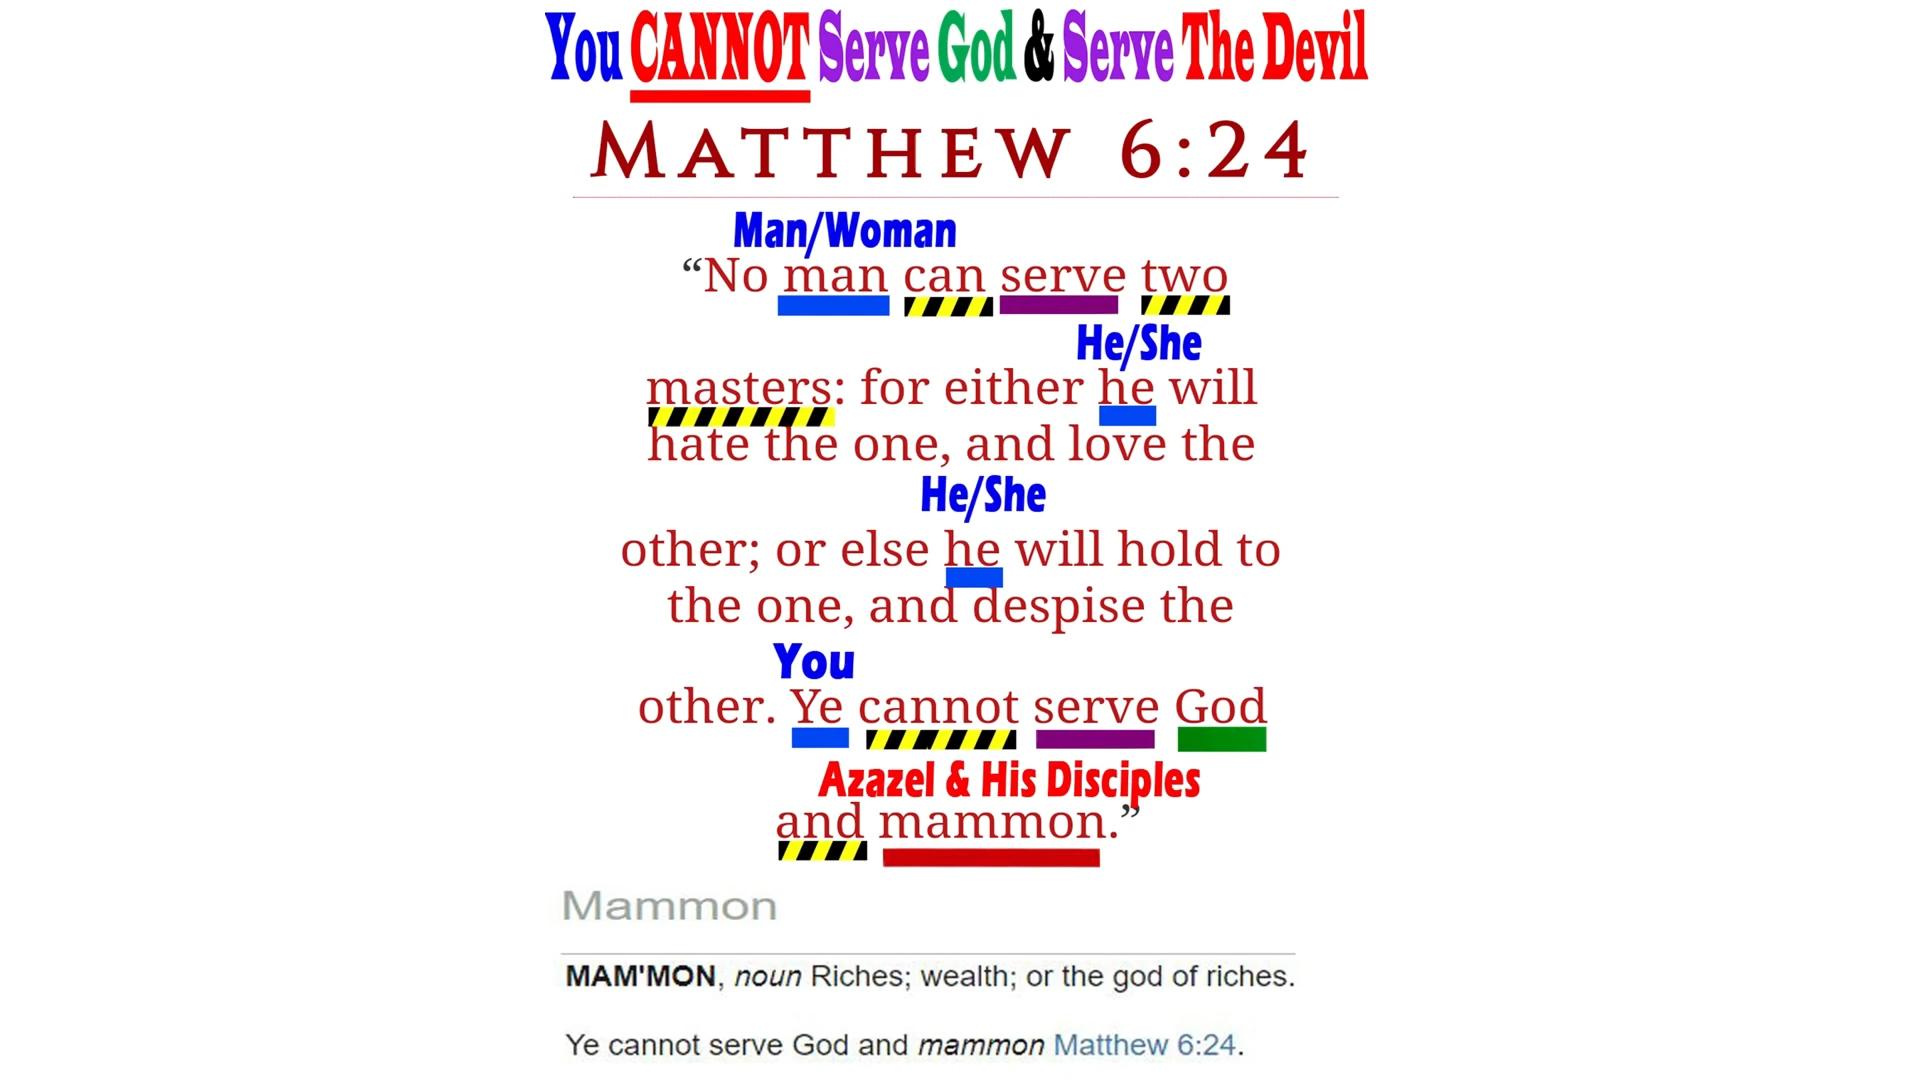 You CANNOT Serve God & Serve The Devil
MATTHEW 6:24
Man/Woman
“No man can serve two
He/She
masters: for either he will
hate the one, and love the
He/She
other; or else he will hold to
the one, and despise the
You
other. Ye cannot serve God
Azazel & His Disciples
and mammon.”
Mammon
MAM'MON, noun Riches; wealth; or the god of riches.
Ye cannot serve God and mammon Matthew 6:24.